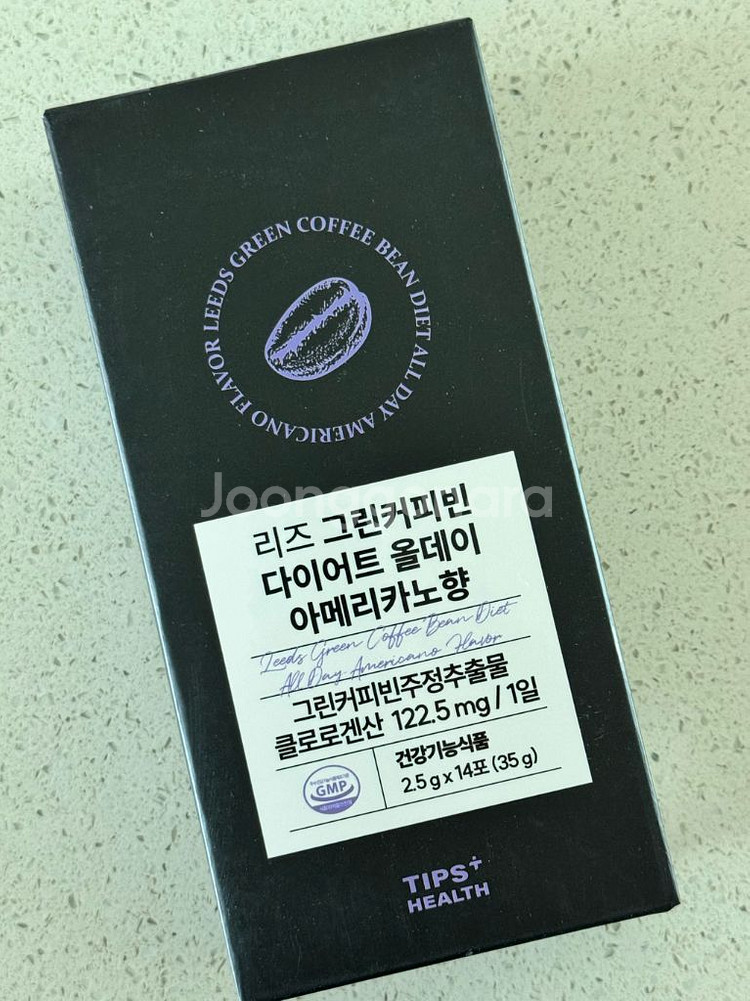 LEEDS GREEN COFFEE BEAN DIET ALL DAY AMERICANO FLAVOR
Joonggonara
리즈 그린커피빈
다이어트 올데이
아메리카노향
Leeds Green Coffee Bean Diet
All Day Americano Flavor
그린커피빈주정추출물
클로로겐산 122.5 mg / 1일
GMP
건강기능식품
2.5 g x 14포 (35 g)
TIPS+
HEALTH